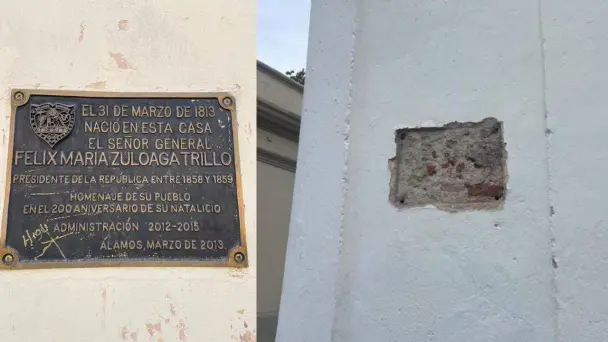 EL 31 DE MARZO DE 1813
NACIÓ EN ESTA CASA
EL SEÑOR GENERAL
FELIX MARIA ZULOAGA TRILLO
PRESIDENTE DE LA REPUBLICA ENTRE 1858 Y 1859
HOMENAJE DE SU PUEBLO
EN EL 200 ANIVERSARIO DE SU NATALICIO
ADMINISTRACIÓN 2012-2015
ALAMOS, MARZO DE 2013